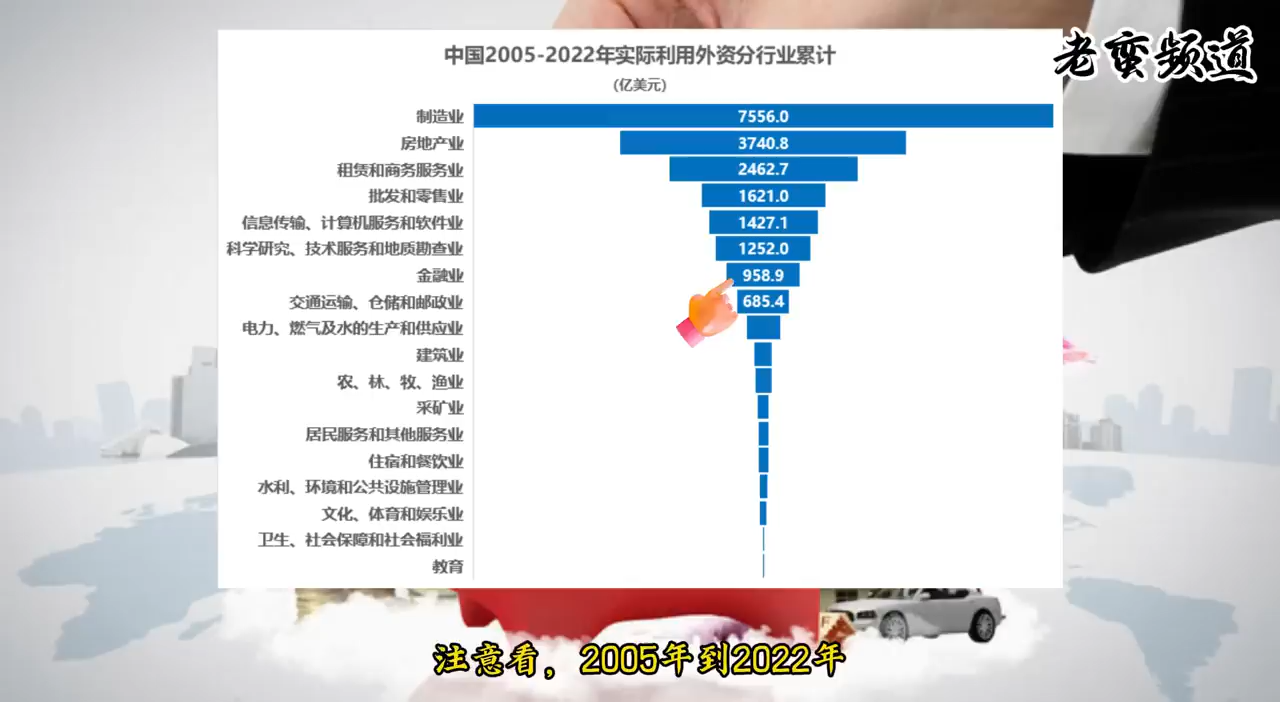 老蛮频道
中国2005-2022年实际利用外资分行业累计
(亿美元)
制造业 7556.0
房地产业 3740.8
租赁和商务服务业 2462.7
批发和零售业 1621.0
信息传输、计算机服务和软件业 1427.1
科学研究、技术服务和地质勘查业 1252.0
金融业 958.9
交通运输、仓储和邮政业 685.4
电力、燃气及水的生产和供应业
建筑业
农、林、牧、渔业
采矿业
居民服务和其他服务业
住宿和餐饮业
水利、环境和公共设施管理业
文化、体育和娱乐业
卫生、社会保障和社会福利业
教育
注意看，2005年到2022年